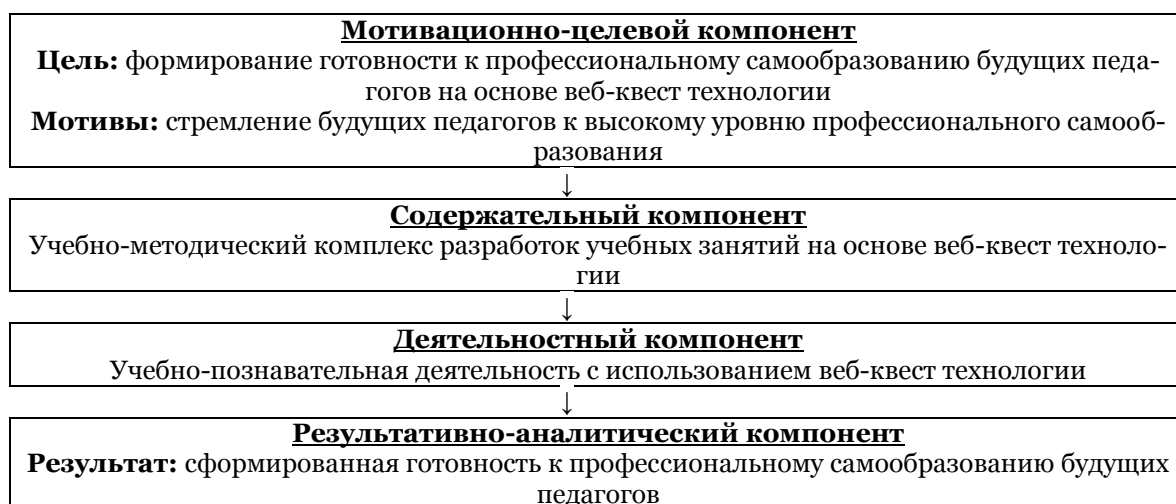 Мотивационно-целевой компонент
Цель: формирование готовности к профессиональному самообразованию будущих педа-
гогов на основе веб-квест технологии
Мотивы: стремление будущих педагогов к высокому уровню профессионального самооб-
разования
↓
Содержательный компонент
Учебно-методический комплекс разработок учебных занятий на основе веб-квест техноло-
гии
↓
Деятельностный компонент
Учебно-познавательная деятельность с использованием веб-квест технологии
↓
Результативно-аналитический компонент
Результат: сформированная готовность к профессиональному самообразованию будущих
педагогов